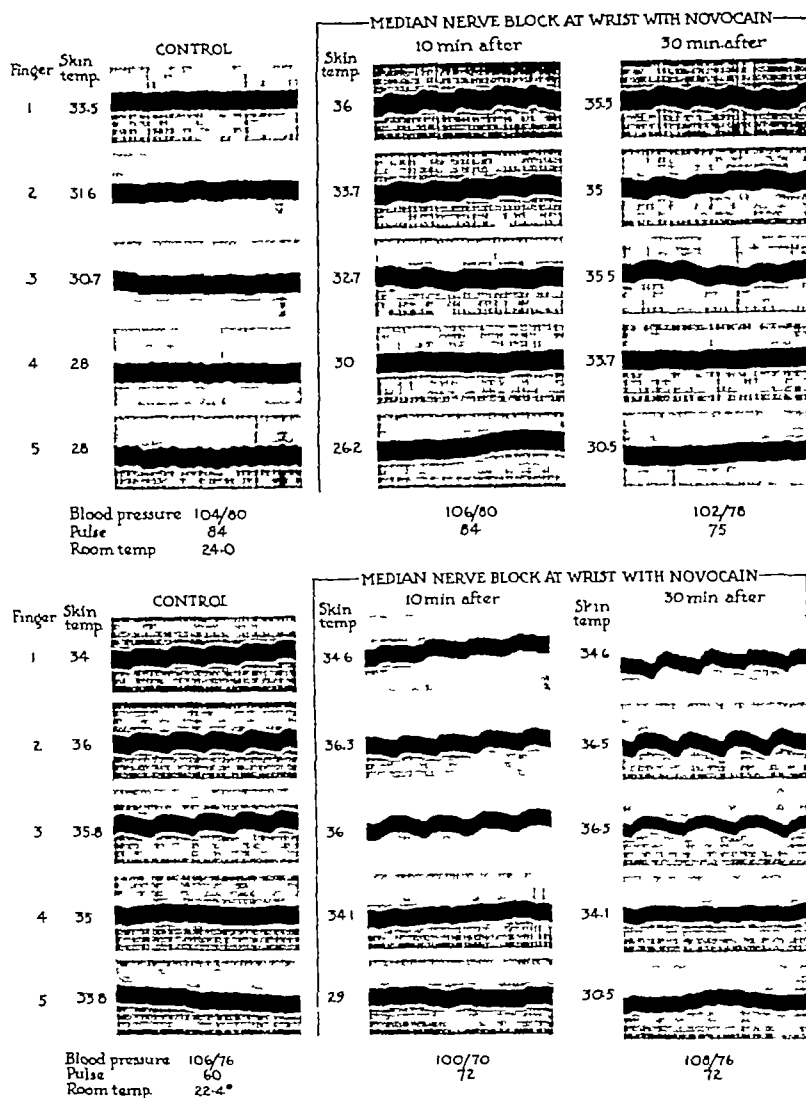 MEDIAN NERVE BLOCK AT WRIST WITH NOVOCAIN
CONTROL 10 min after 30 min after
Finger Skin temp. Skin temp
1 33.5 36 35.5
2 31.6 33.7 35
3 30.7 32.7 35.5
4 28 30 33.7
5 28 26.2 30.5
Blood pressure 104/80 106/80 102/78
Pulse 84 84 75
Room temp 24.0
MEDIAN NERVE BLOCK AT WRIST WITH NOVOCAIN
CONTROL 10 min after 30 min after
Finger Skin temp. Skin temp Skin temp
1 34 34.6 34.6
2 36 36.3 36.5
3 35.8 36 36.5
4 35 34.1 34.1
5 33.8 29 30.5
Blood pressure 106/76 100/70 108/76
Pulse 60 72 72
Room temp. 22.4°